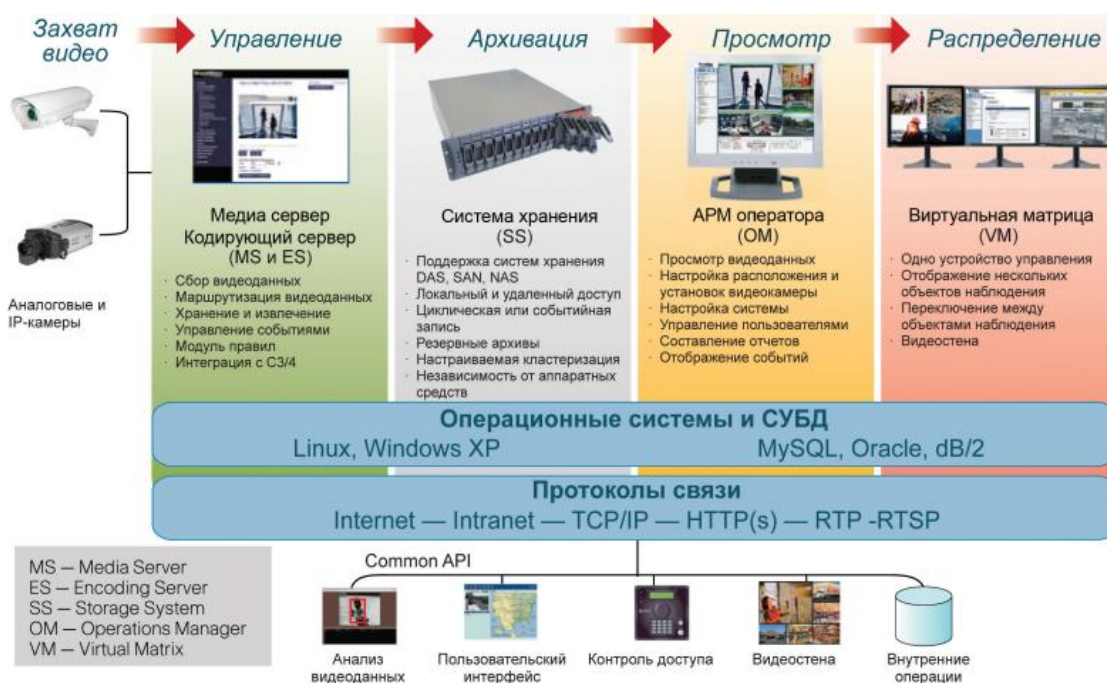 Захват
видео
Управление
Архивация
Просмотр
Распределение
Аналоговые и
IP-камеры
Медиа сервер
Кодирующий сервер
(MS и ES)
· Сбор видеоданных
· Маршрутизация видеоданных
· Хранение и извлечение
· Управление событиями
· Модуль правил
· Интеграция с С3/4
Система хранения
(SS)
· Поддержка систем хранения
DAS, SAN, NAS
· Локальный и удаленный доступ
· Циклическая или событийная
запись
· Резервные архивы
· Настраиваемая кластеризация
· Независимость от аппаратных
средств
АРМ оператора
(OM)
· Просмотр видеоданных
· Настройка расположения и
установок видеокамеры
· Настройка системы
· Управление пользователями
· Составление отчетов
· Отображение событий
Виртуальная матрица
(VM)
· Одно устройство управления
· Отображение нескольких
объектов наблюдения
· Переключение между
объектами наблюдения
· Видеостена
Операционные системы и СУБД
Linux, Windows XP
MySQL, Oracle, dB/2
Протоколы связи
Internet — Intranet — TCP/IP — HTTP(s) — RTP -RTSP
MS — Media Server
ES — Encoding Server
SS — Storage System
OM — Operations Manager
VM — Virtual Matrix
Common API
Анализ
видеоданных
Пользовательский
интерфейс
Контроль доступа
Видеостена
Внутренние
операции